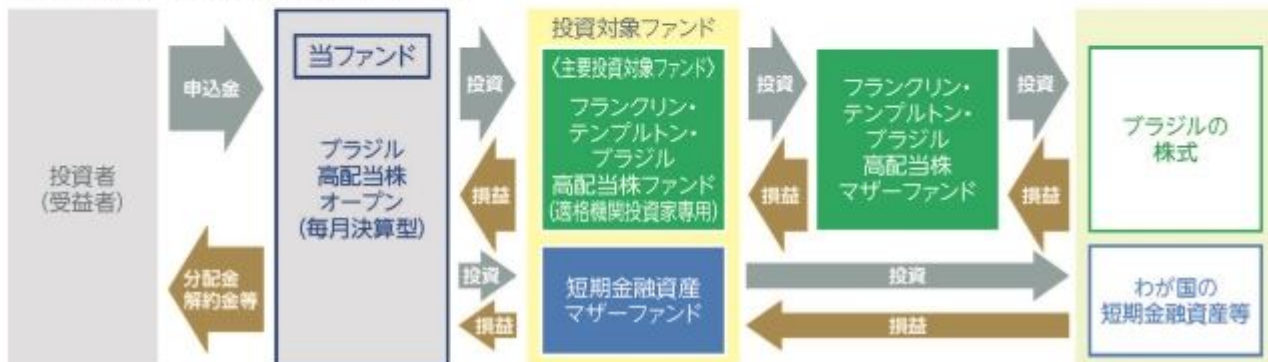 投資者
(受益者)
申込金
分配金
解約金等
当ファンド
ブラジル
高配当株
オープン
(毎月決算型)
投資
損益
投資
損益
投資対象ファンド
〈主要投資対象ファンド〉
フランクリン・
テンプルトン・
ブラジル
高配当株ファンド
(適格機関投資家専用)
短期金融資産
マザーファンド
投資
損益
フランクリン・
テンプルトン・
ブラジル
高配当株
マザーファンド
投資
損益
投資
損益
ブラジルの
株式
わが国の
短期金融資産等